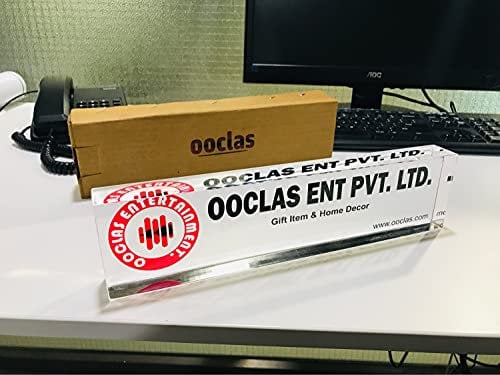 AOC
ooclas
OOCLAS ENT PVT. LTD.
Gift Item & Home Decor
www.ooclas.com
OOCLAS ENTERTAINMENT.